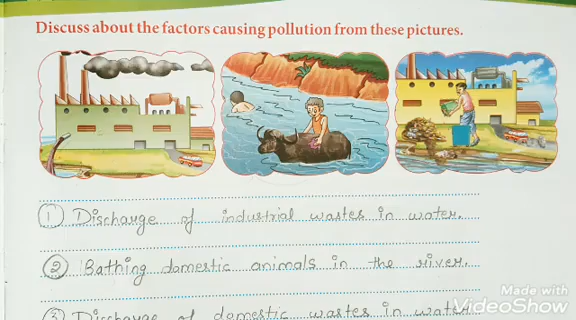 Discuss about the factors causing pollution from these pictures.
① Discharge of industrial wastes in water.
② Bathing domestic animals in the river.
③ Discharge of domestic wastes in water.
Made with
VideoShow